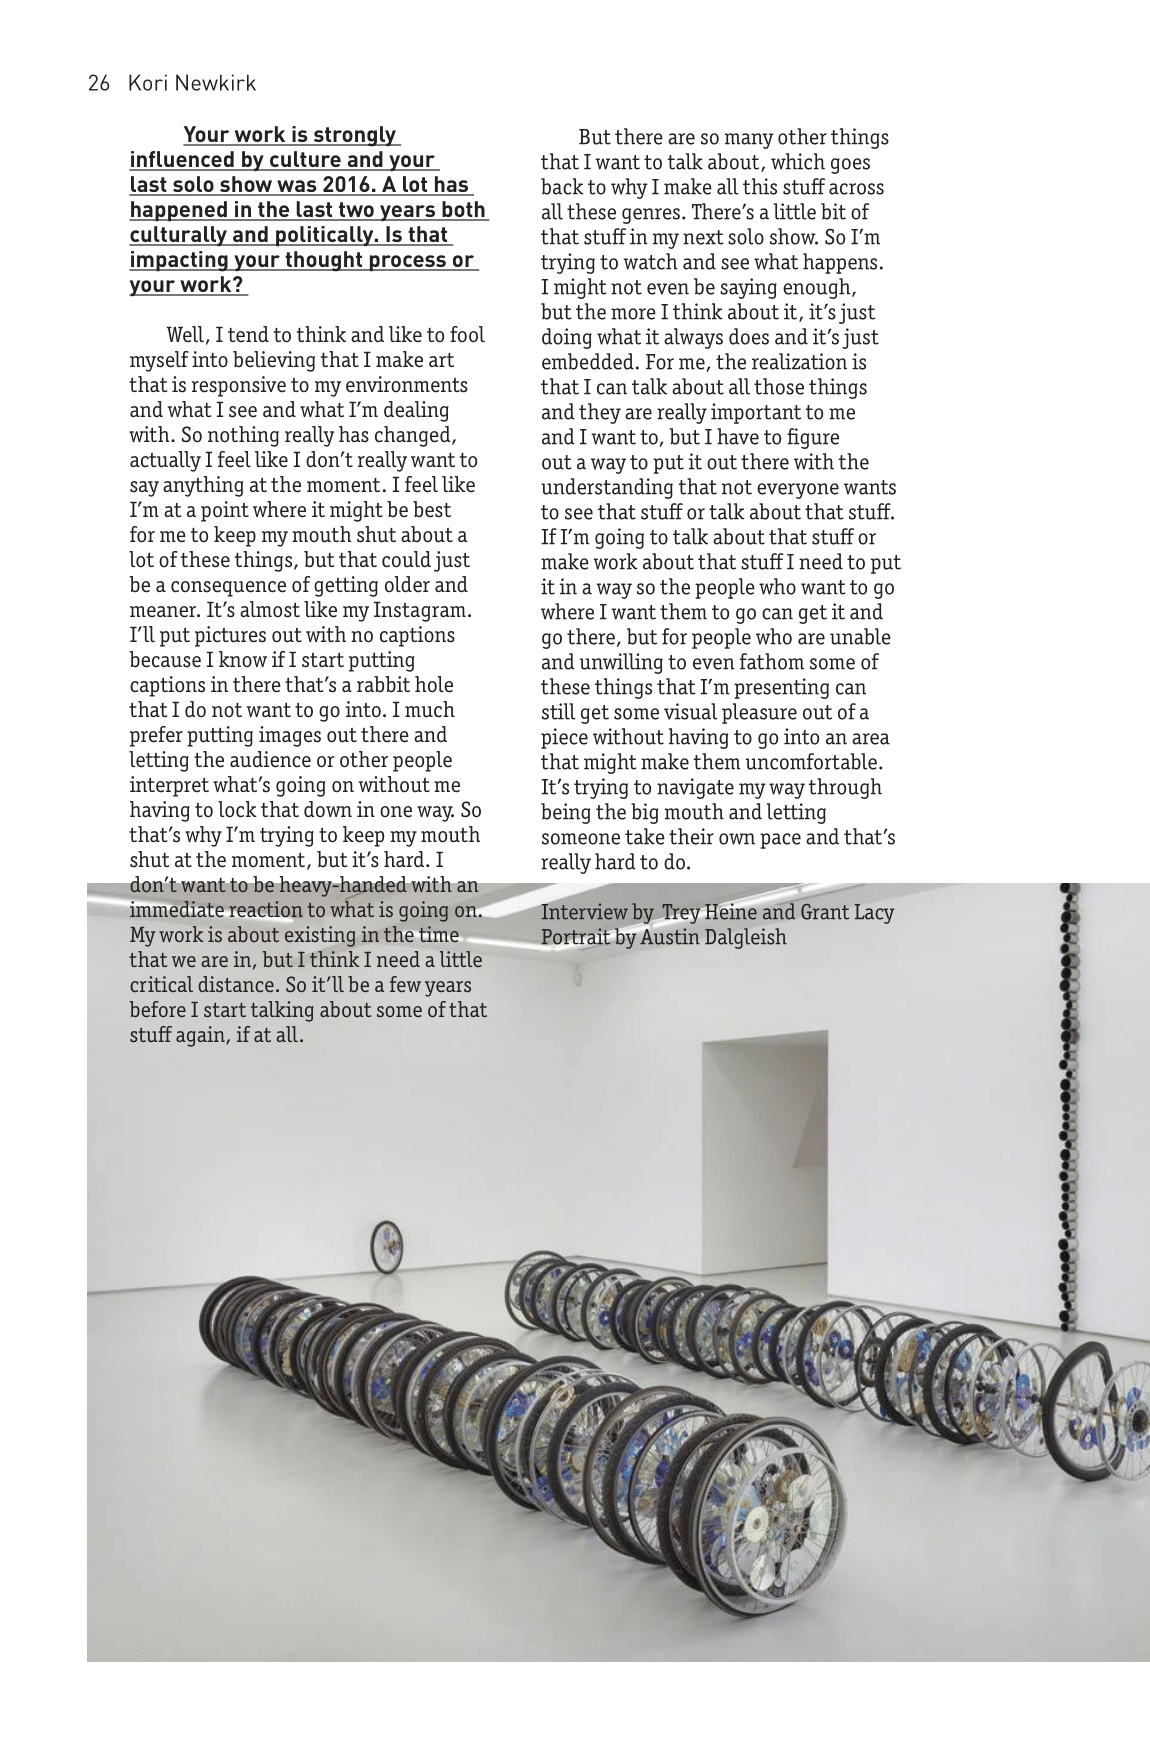 26 Kori Newkirk
Your work is strongly
influenced by culture and your
last solo show was 2016. A lot has
happened in the last two years both
culturally and politically. Is that
impacting your thought process or
your work?
Well, I tend to think and like to fool
myself into believing that I make art
that is responsive to my environments
and what I see and what I’m dealing
with. So nothing really has changed,
actually I feel like I don’t really want to
say anything at the moment. I feel like
I’m at a point where it might be best
for me to keep my mouth shut about a
lot of these things, but that could just
be a consequence of getting older and
meaner. It’s almost like my Instagram.
I’ll put pictures out with no captions
because I know if I start putting
captions in there that’s a rabbit hole
that I do not want to go into. I much
prefer putting images out there and
letting the audience or other people
interpret what’s going on without me
having to lock that down in one way. So
that’s why I’m trying to keep my mouth
shut at the moment, but it’s hard. I
don’t want to be heavy-handed with an
immediate reaction to what is going on.
My work is about existing in the time
that we are in, but I think I need a little
critical distance. So it’ll be a few years
before I start talking about some of that
stuff again, if at all.
But there are so many other things
that I want to talk about, which goes
back to why I make all this stuff across
all these genres. There’s a little bit of
that stuff in my next solo show. So I’m
trying to watch and see what happens.
I might not even be saying enough,
but the more I think about it, it’s just
doing what it always does and it’s just
embedded. For me, the realization is
that I can talk about all those things
and they are really important to me
and I want to, but I have to figure
out a way to put it out there with the
understanding that not everyone wants
to see that stuff or talk about that stuff.
If I’m going to talk about that stuff or
make work about that stuff I need to put
it in a way so the people who want to go
where I want them to go can get it and
go there, but for people who are unable
and unwilling to even fathom some of
these things that I’m presenting can
still get some visual pleasure out of a
piece without having to go into an area
that might make them uncomfortable.
It’s trying to navigate my way through
being the big mouth and letting
someone take their own pace and that’s
really hard to do.
Interview by Trey Heine and Grant Lacy
Portrait by Austin Dalgleish